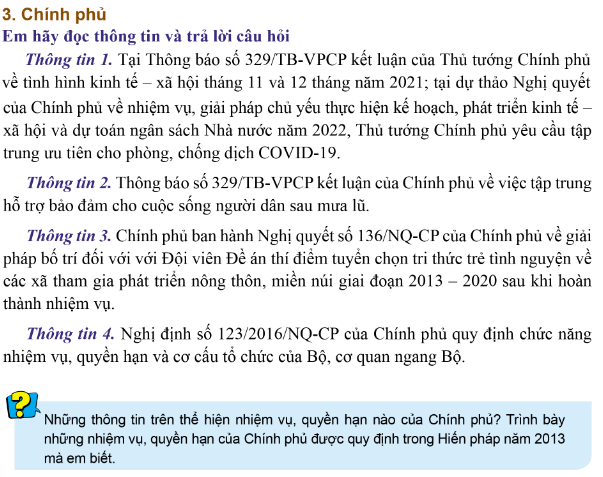 3. Chính phủ
Em hãy đọc thông tin và trả lời câu hỏi
Thông tin 1. Tại Thông báo số 329/TB-VPCP kết luận của Thủ tướng Chính phủ
về tình hình kinh tế – xã hội tháng 11 và 12 tháng năm 2021; tại dự thảo Nghị quyết
của Chính phủ về nhiệm vụ, giải pháp chủ yếu thực hiện kế hoạch, phát triển kinh tế –
xã hội và dự toán ngân sách Nhà nước năm 2022, Thủ tướng Chính phủ yêu cầu tập
trung ưu tiên cho phòng, chống dịch COVID-19.
Thông tin 2. Thông báo số 329/TB-VPCP kết luận của Chính phủ về việc tập trung
hỗ trợ bảo đảm cho cuộc sống người dân sau mưa lũ.
Thông tin 3. Chính phủ ban hành Nghị quyết số 136/NQ-CP của Chính phủ về giải
pháp bố trí đối với với Đội viên Đề án thí điểm tuyển chọn tri thức trẻ tình nguyện về
các xã tham gia phát triển nông thôn, miền núi giai đoạn 2013 – 2020 sau khi hoàn
thành nhiệm vụ.
Thông tin 4. Nghị định số 123/2016/NQ-CP của Chính phủ quy định chức năng
nhiệm vụ, quyền hạn và cơ cấu tổ chức của Bộ, cơ quan ngang Bộ.
?
Những thông tin trên thể hiện nhiệm vụ, quyền hạn nào của Chính phủ? Trình bày
những nhiệm vụ, quyền hạn của Chính phủ được quy định trong Hiến pháp năm 2013
mà em biết.